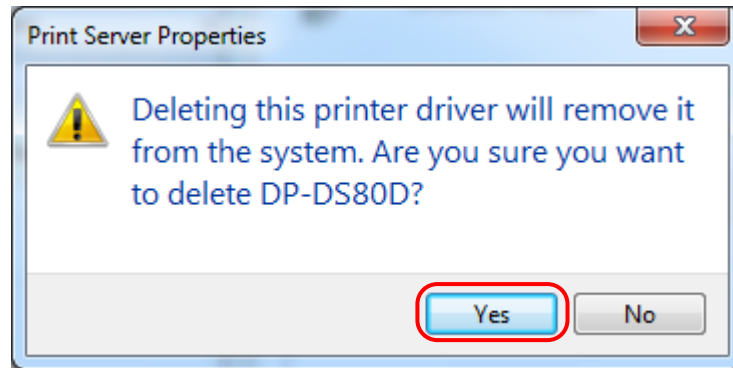 Print Server Properties
Deleting this printer driver will remove it
from the system. Are you sure you want
to delete DP-DS80D?
Yes
No